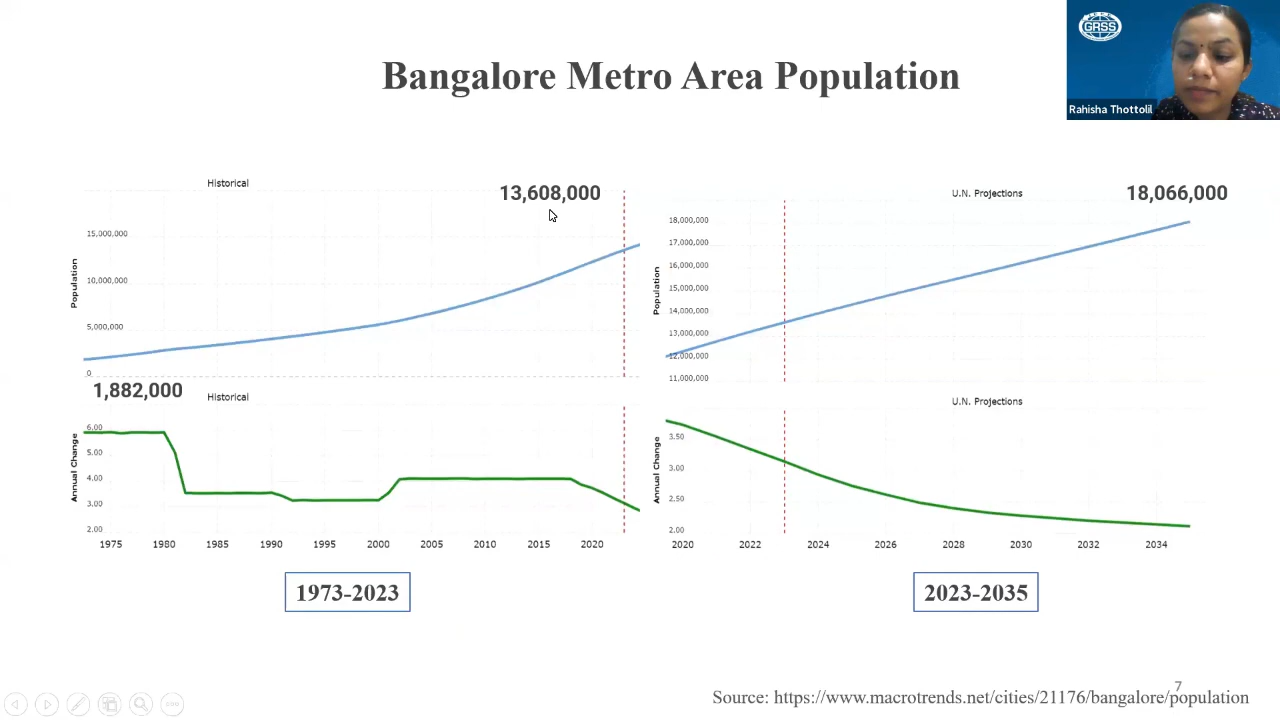 Bangalore Metro Area Population
GRSS
Rahisha Thottolil
Historical
13,608,000
Population
15,000,000
10,000,000
5,000,000
0
1,882,000
Historical
Annual Change
6.00
5.00
4.00
3.00
2.00
1975 1980 1985 1990 1995 2000 2005 2010 2015 2020
1973-2023
U.N. Projections
18,066,000
Population
18,000,000
17,000,000
16,000,000
15,000,000
14,000,000
13,000,000
12,000,000
11,000,000
U.N. Projections
Annual Change
3.50
3.00
2.50
2.00
2020 2022 2024 2026 2028 2030 2032 2034
2023-2035
7
Source: https://www.macrotrends.net/cities/21176/bangalore/population